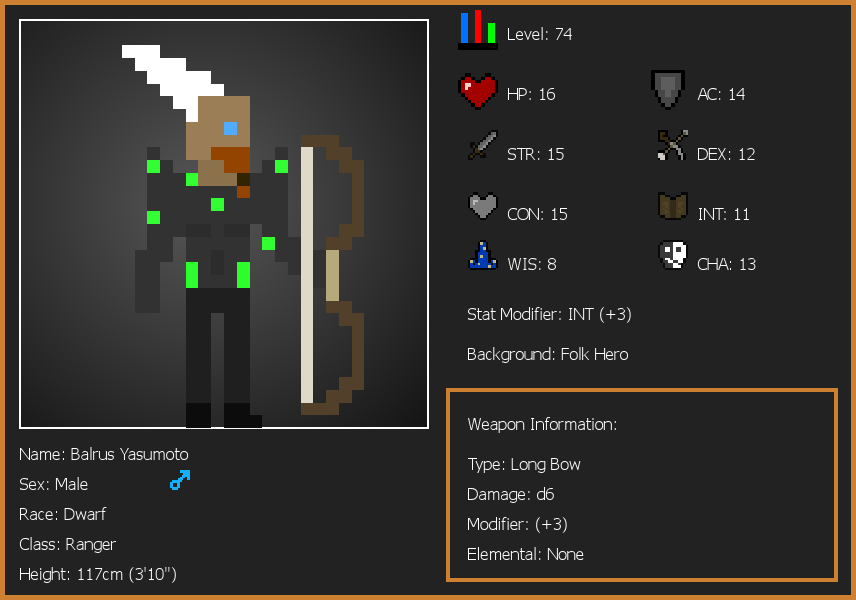 Level: 74
HP: 16
AC: 14
STR: 15
DEX: 12
CON: 15
INT: 11
WIS: 8
CHA: 13
Stat Modifier: INT (+3)
Background: Folk Hero
Weapon Information:
Type: Long Bow
Damage: d6
Modifier: (+3)
Elemental: None
Name: Balrus Yasumoto
Sex: Male
Race: Dwarf
Class: Ranger
Height: 117cm (3'10")